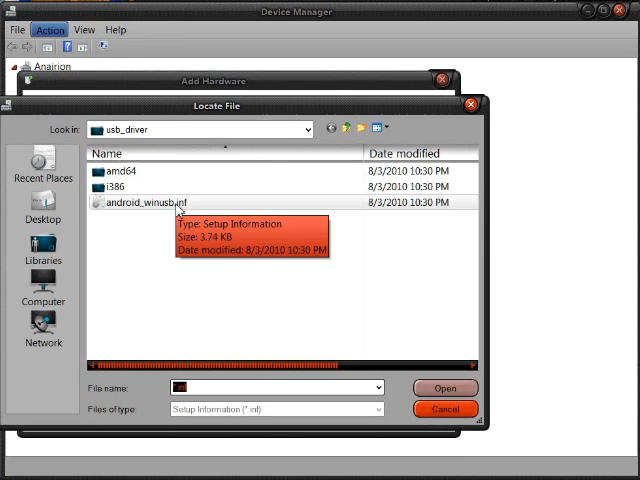 Device Manager
File Action View Help
Anairion
Add Hardware
Locate File
Look in: usb_driver
Name Date modified
amd64 8/3/2010 10:30 PM
i386 8/3/2010 10:30 PM
android_winusb.inf 8/3/2010 10:30 PM
Type: Setup Information
Size: 3.74 KB
Date modified: 8/3/2010 10:30 PM
Recent Places
Desktop
Libraries
Computer
Network
File name: Open
Files of type: Setup Information (*.inf) Cancel